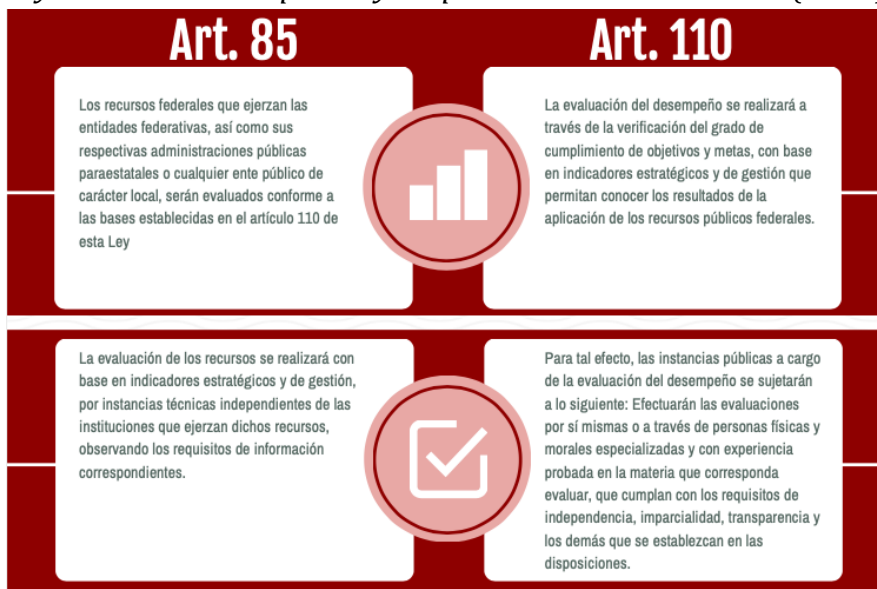 Art. 85
Los recursos federales que ejerzan las
entidades federativas, así como sus
respectivas administraciones públicas
paraestatales o cualquier ente público de
carácter local, serán evaluados conforme a
las bases establecidas en el artículo 110 de
esta Ley
Art. 110
La evaluación del desempeño se realizará a
través de la verificación del grado de
cumplimiento de objetivos y metas, con base
en indicadores estratégicos y de gestión que
permitan conocer los resultados de la
aplicación de los recursos públicos federales.
La evaluación de los recursos se realizará con
base en indicadores estratégicos y de gestión,
por instancias técnicas independientes de las
instituciones que ejerzan dichos recursos,
observando los requisitos de información
correspondientes.
Para tal efecto, las instancias públicas a cargo
de la evaluación del desempeño se sujetarán
a lo siguiente: Efectuarán las evaluaciones
por sí mismas o a través de personas físicas y
morales especializadas y con experiencia
probada en la materia que corresponda
evaluar, que cumplan con los requisitos de
independencia, imparcialidad, transparencia y
los demás que se establezcan en las
disposiciones.